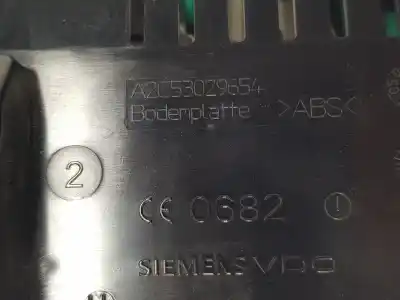 A2C53029654
Bodenplatte >ABS<
2
CE 0682 !
SIEMENS VDO